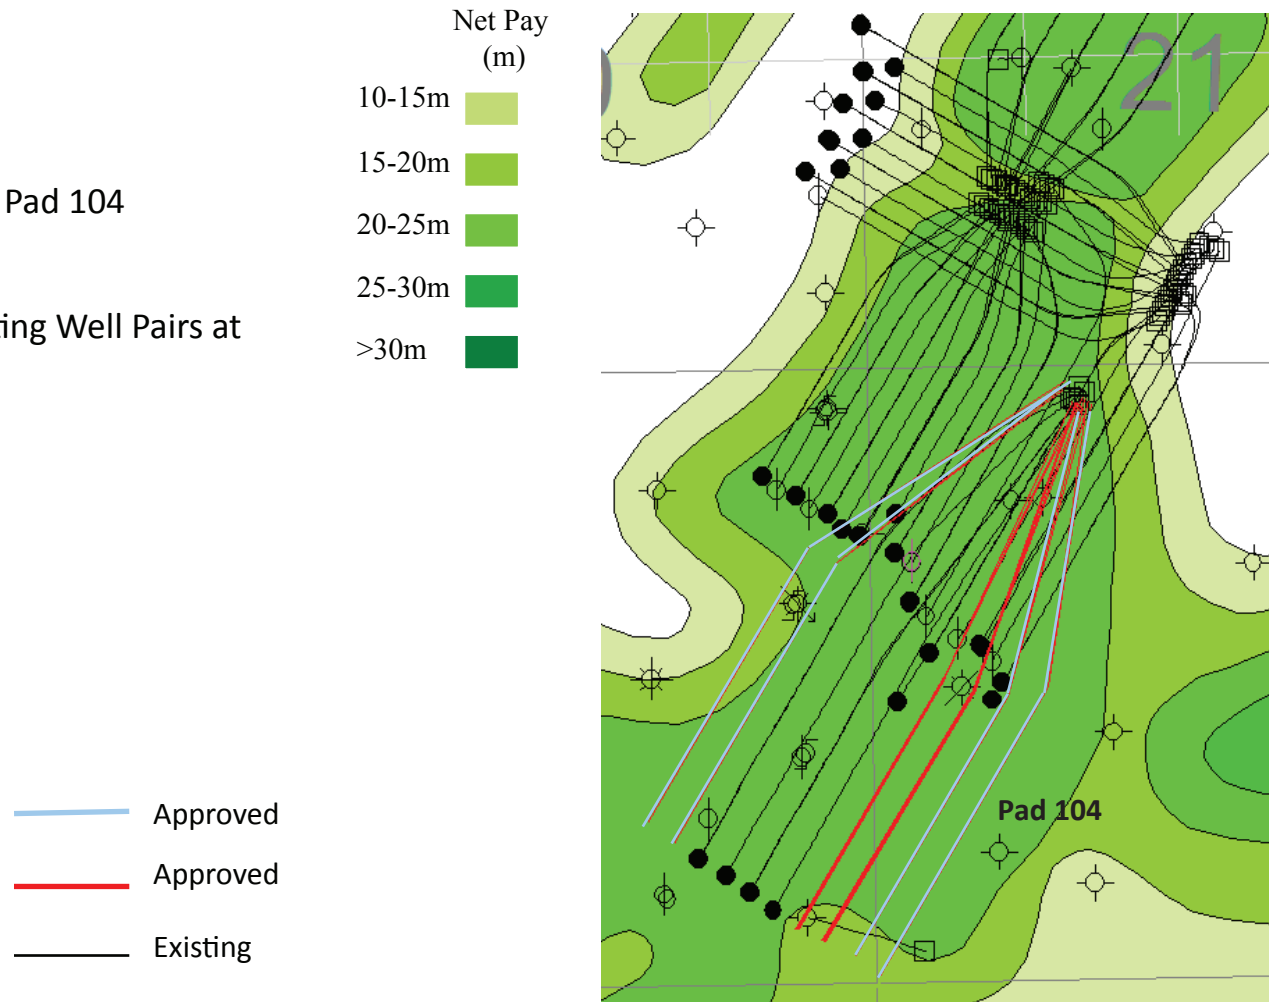 Net Pay
(m)
10-15m
15-20m
20-25m
25-30m
>30m
Pad 104
ting Well Pairs at
Approved
Approved
Existing
21
Pad 104